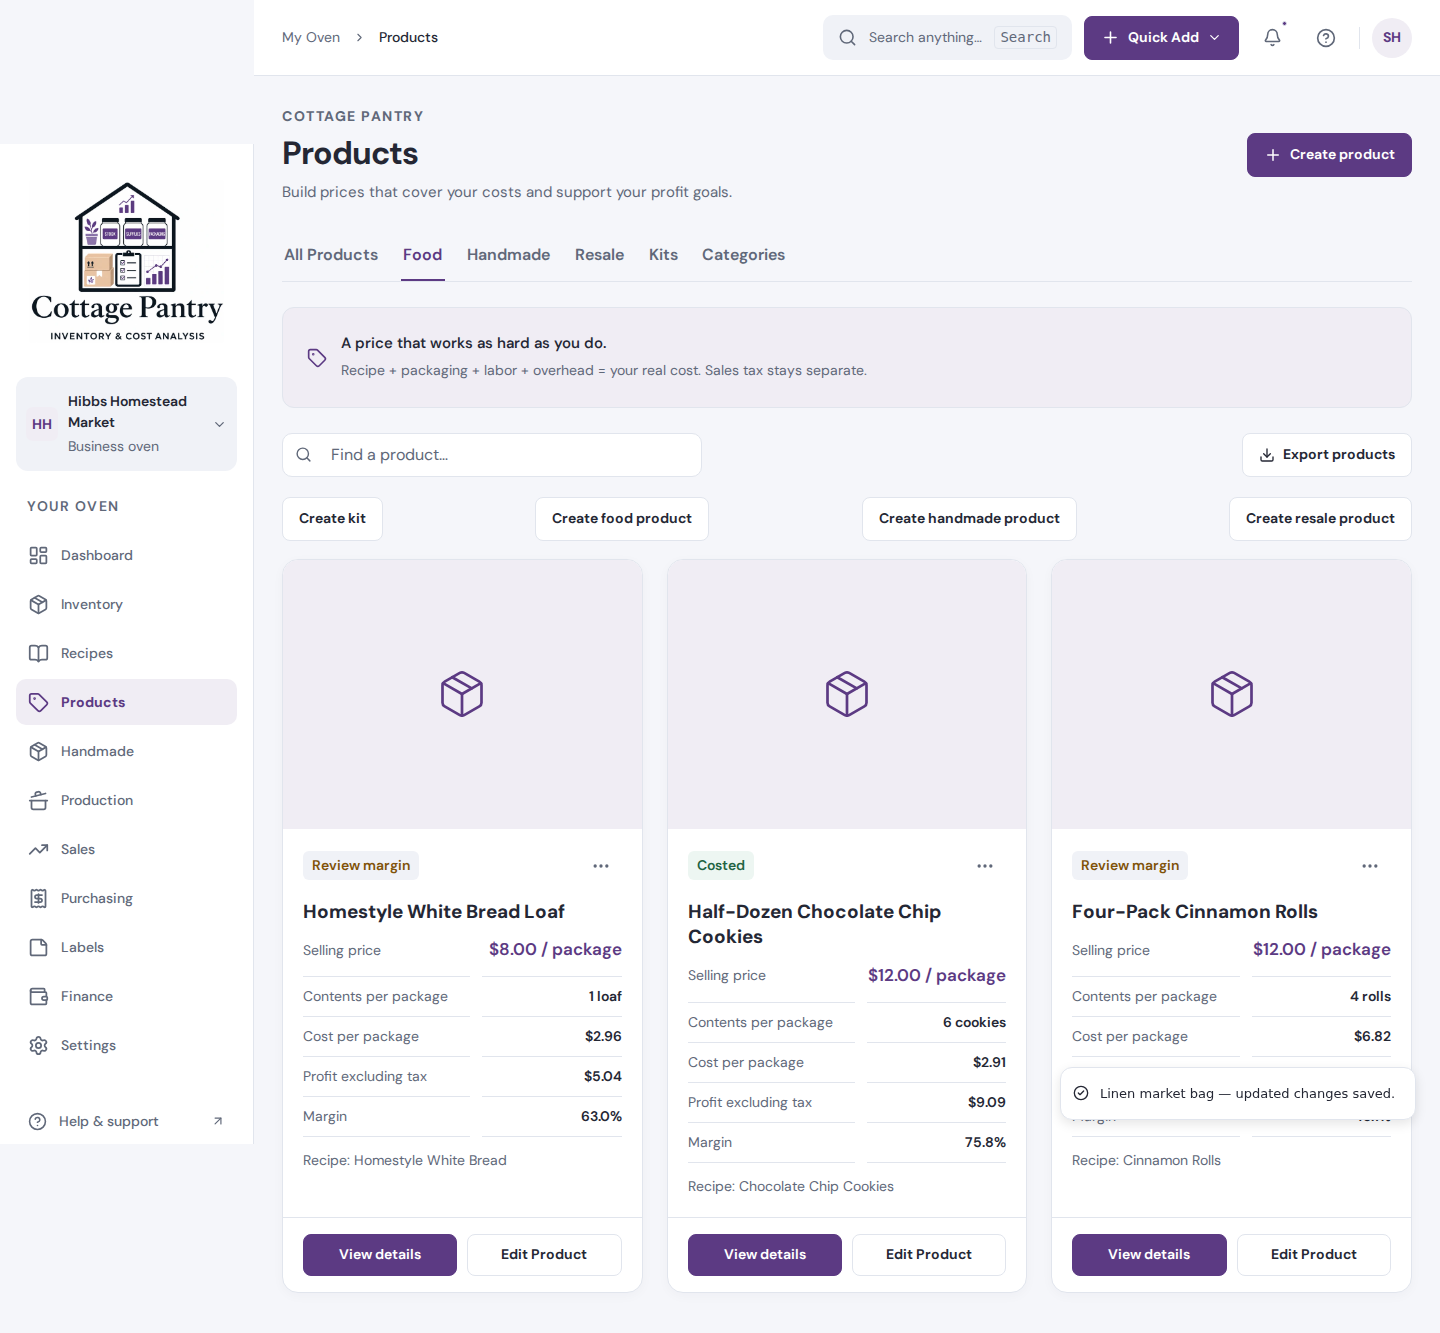 My Oven
Products
Search anything...
Search
Quick Add
SH
COTTAGE PANTRY
Products
Build prices that cover your costs and support your profit goals.
Create product
Cottage Pantry
INVENTORY & COST ANALYSIS
HH
Hibbs Homestead
Market
Business oven
YOUR OVEN
Dashboard
Inventory
Recipes
Products
Handmade
Production
Sales
Purchasing
Labels
Finance
Settings
Help & support
All Products
Food
Handmade
Resale
Kits
Categories
A price that works as hard as you do.
Recipe + packaging + labor + overhead = your real cost. Sales tax stays separate.
Find a product...
Export products
Create kit
Create food product
Create handmade product
Create resale product
Review margin
Homestyle White Bread Loaf
Selling price $8.00 / package
Contents per package 1 loaf
Cost per package $2.96
Profit excluding tax $5.04
Margin 63.0%
Recipe: Homestyle White Bread
View details
Edit Product
Costed
Half-Dozen Chocolate Chip
Cookies
Selling price $12.00 / package
Contents per package 6 cookies
Cost per package $2.91
Profit excluding tax $9.09
Margin 75.8%
Recipe: Chocolate Chip Cookies
View details
Edit Product
Review margin
Four-Pack Cinnamon Rolls
Selling price $12.00 / package
Contents per package 4 rolls
Cost per package $6.82
Linen market bag — updated changes saved.
Margin
Recipe: Cinnamon Rolls
View details
Edit Product